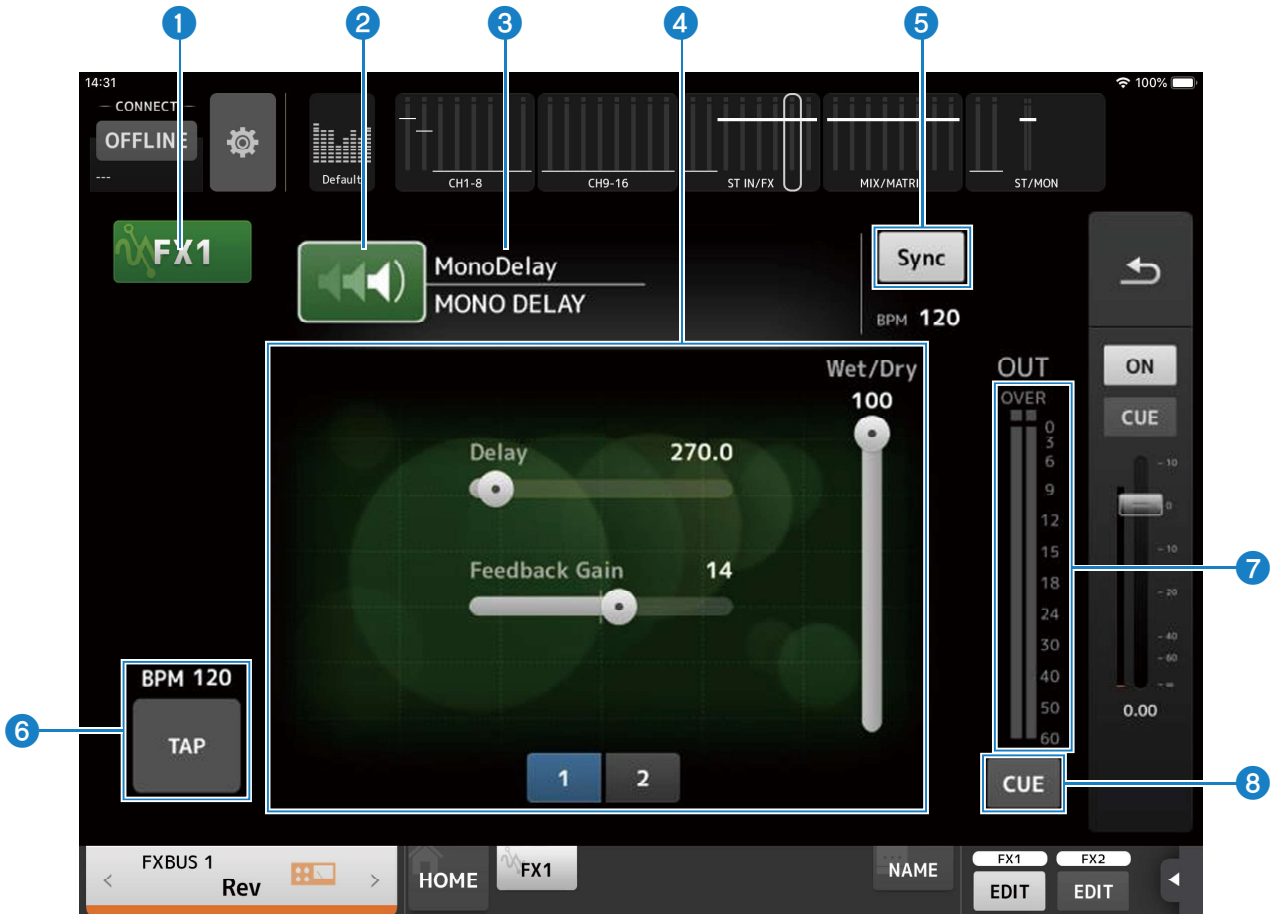 1 2 3 4 5
14:31 100%
CONNECT
OFFLINE
---
Default
CH1-8 CH9-16 ST IN/FX MIX/MATRI ST/MON
FX1
MonoDelay
MONO DELAY
Sync
BPM 120
Wet/Dry
100
Delay 270.0
Feedback Gain 14
1 2
OUT
OVER
0
3
6
9
12
15
18
24
30
40
50
60
CUE
ON
CUE
10
0
10
20
40
60
∞
0.00
BPM 120
TAP
6
7
8
FXBUS 1
Rev
HOME
FX1
NAME
FX1 FX2
EDIT EDIT